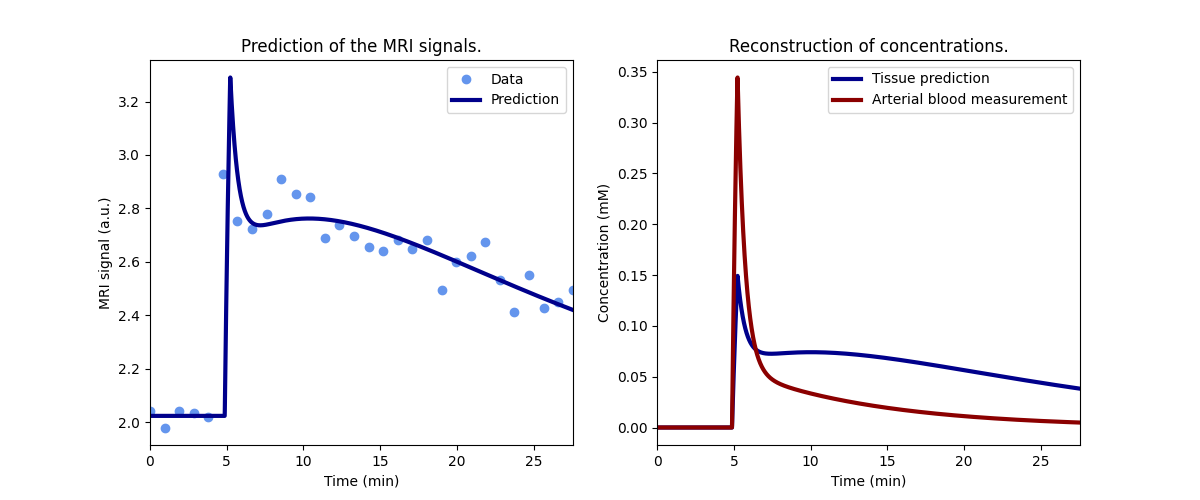 Prediction of the MRI signals.
Data
Prediction
3.2
3.0
2.8
2.6
2.4
2.2
2.0
MRI signal (a.u.)
0
5
10
15
20
25
Time (min)
Reconstruction of concentrations.
Tissue prediction
Arterial blood measurement
0.35
0.30
0.25
0.20
0.15
0.10
0.05
0.00
Concentration (mM)
0
5
10
15
20
25
Time (min)